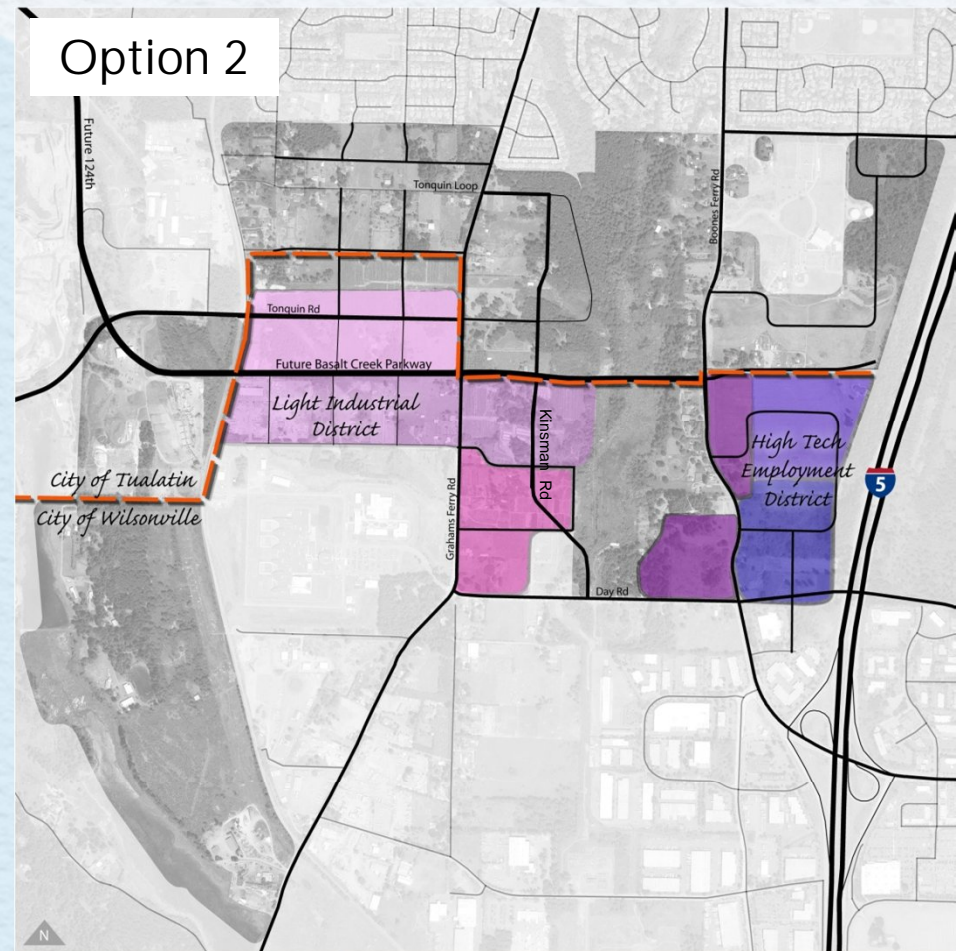 Option 2
Future 124th
Tonquin Loop
Boones Ferry Rd
Tonquin Rd
Future Basalt Creek Parkway
Light Industrial
District
Kinsman Rd
High Tech
Employment
District
5
City of Tualatin
City of Wilsonville
Grahams Ferry Rd
Day Rd
N